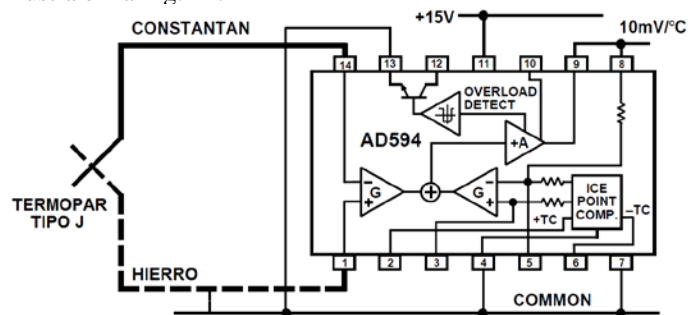 CONSTANTAN
+15V
10mV/°C
14 13 12 11 10 9 8
OVERLOAD
DETECT
AD594
+A
G
G
ICE
POINT
COMP.
+TC
–TC
TERMOPAR
TIPO J
HIERRO
1 2 3 4 5 6 7
COMMON